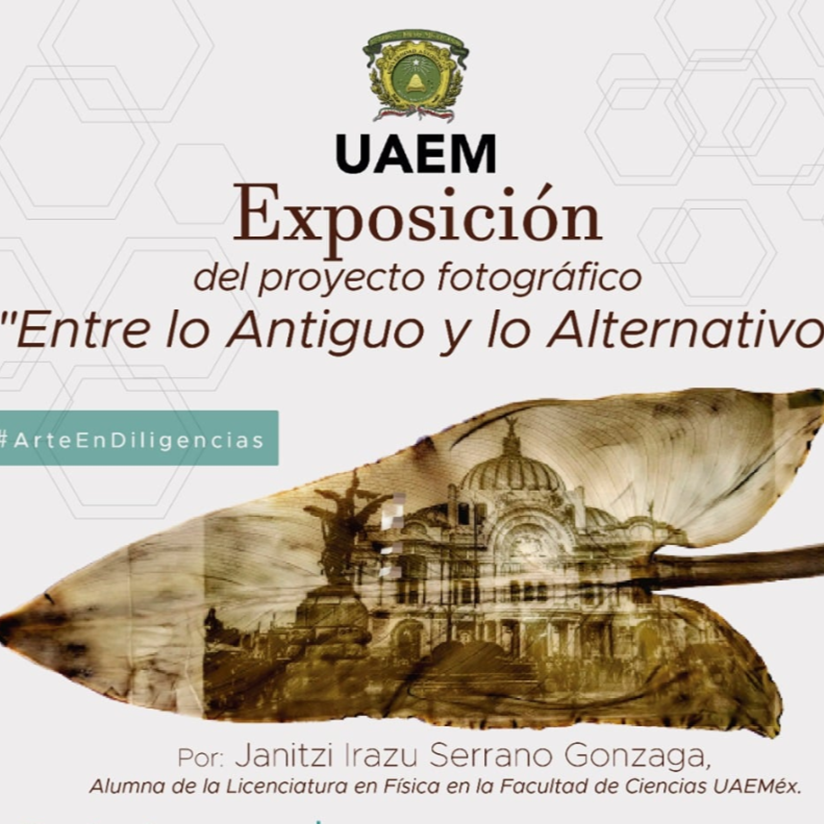 UAEM
Exposición
del proyecto fotográfico
"Entre lo Antiguo y lo Alternativo
#ArteEnDiligencias
Por: Janitzi Irazu Serrano Gonzaga,
Alumna de la Licenciatura en Física en la Facultad de Ciencias UAEMéx.